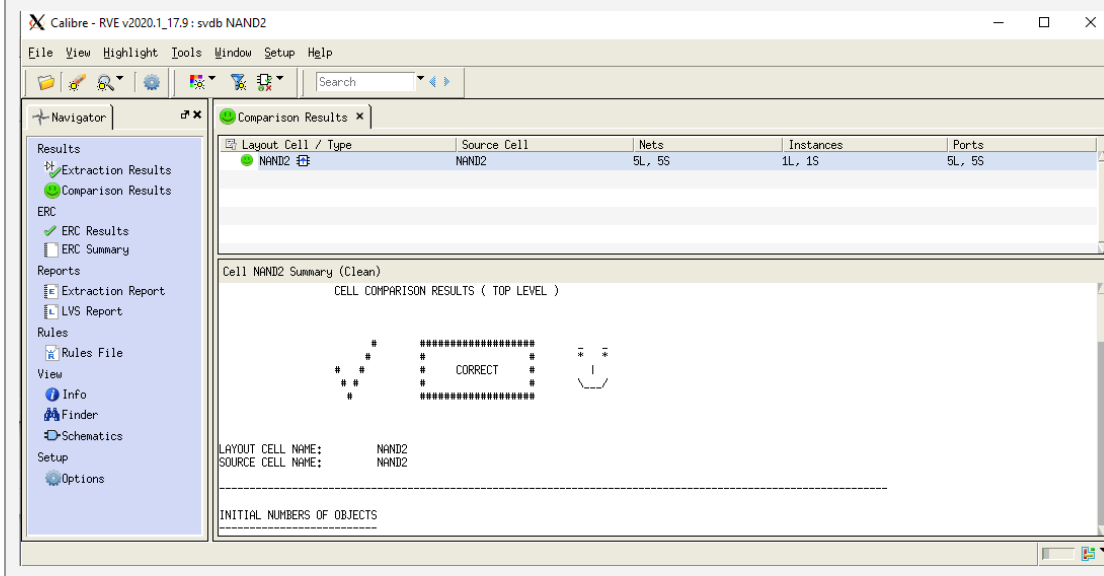 Calibre - RVE v2020.1_17.9 : svdb NAND2
File View Highlight Tools Window Setup Help
Search
Navigator
Comparison Results
Results
Extraction Results
Comparison Results
ERC
ERC Results
ERC Summary
Reports
Extraction Report
LVS Report
Rules
Rules File
View
Info
Finder
Schematics
Setup
Options
Layout Cell / Type Source Cell Nets Instances Ports
NAND2 NAND2 5L, 5S 1L, 1S 5L, 5S
Cell NAND2 Summary (Clean)
CELL COMPARISON RESULTS ( TOP LEVEL )
CORRECT
LAYOUT CELL NAME: NAND2
SOURCE CELL NAME: NAND2
INITIAL NUMBERS OF OBJECTS